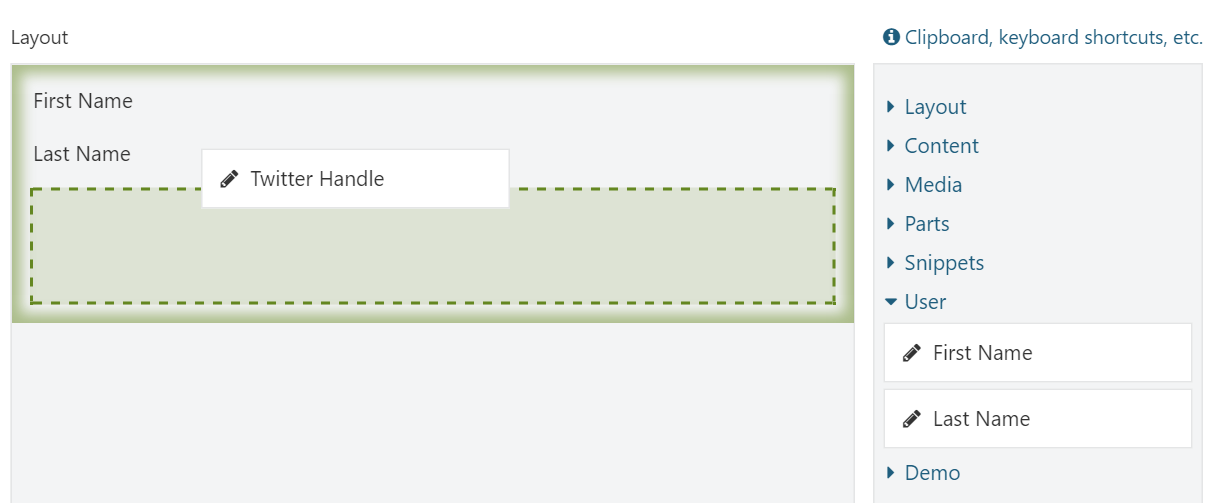 Layout
Clipboard, keyboard shortcuts, etc.
First Name
Last Name
Twitter Handle
Layout
Content
Media
Parts
Snippets
User
First Name
Last Name
Demo